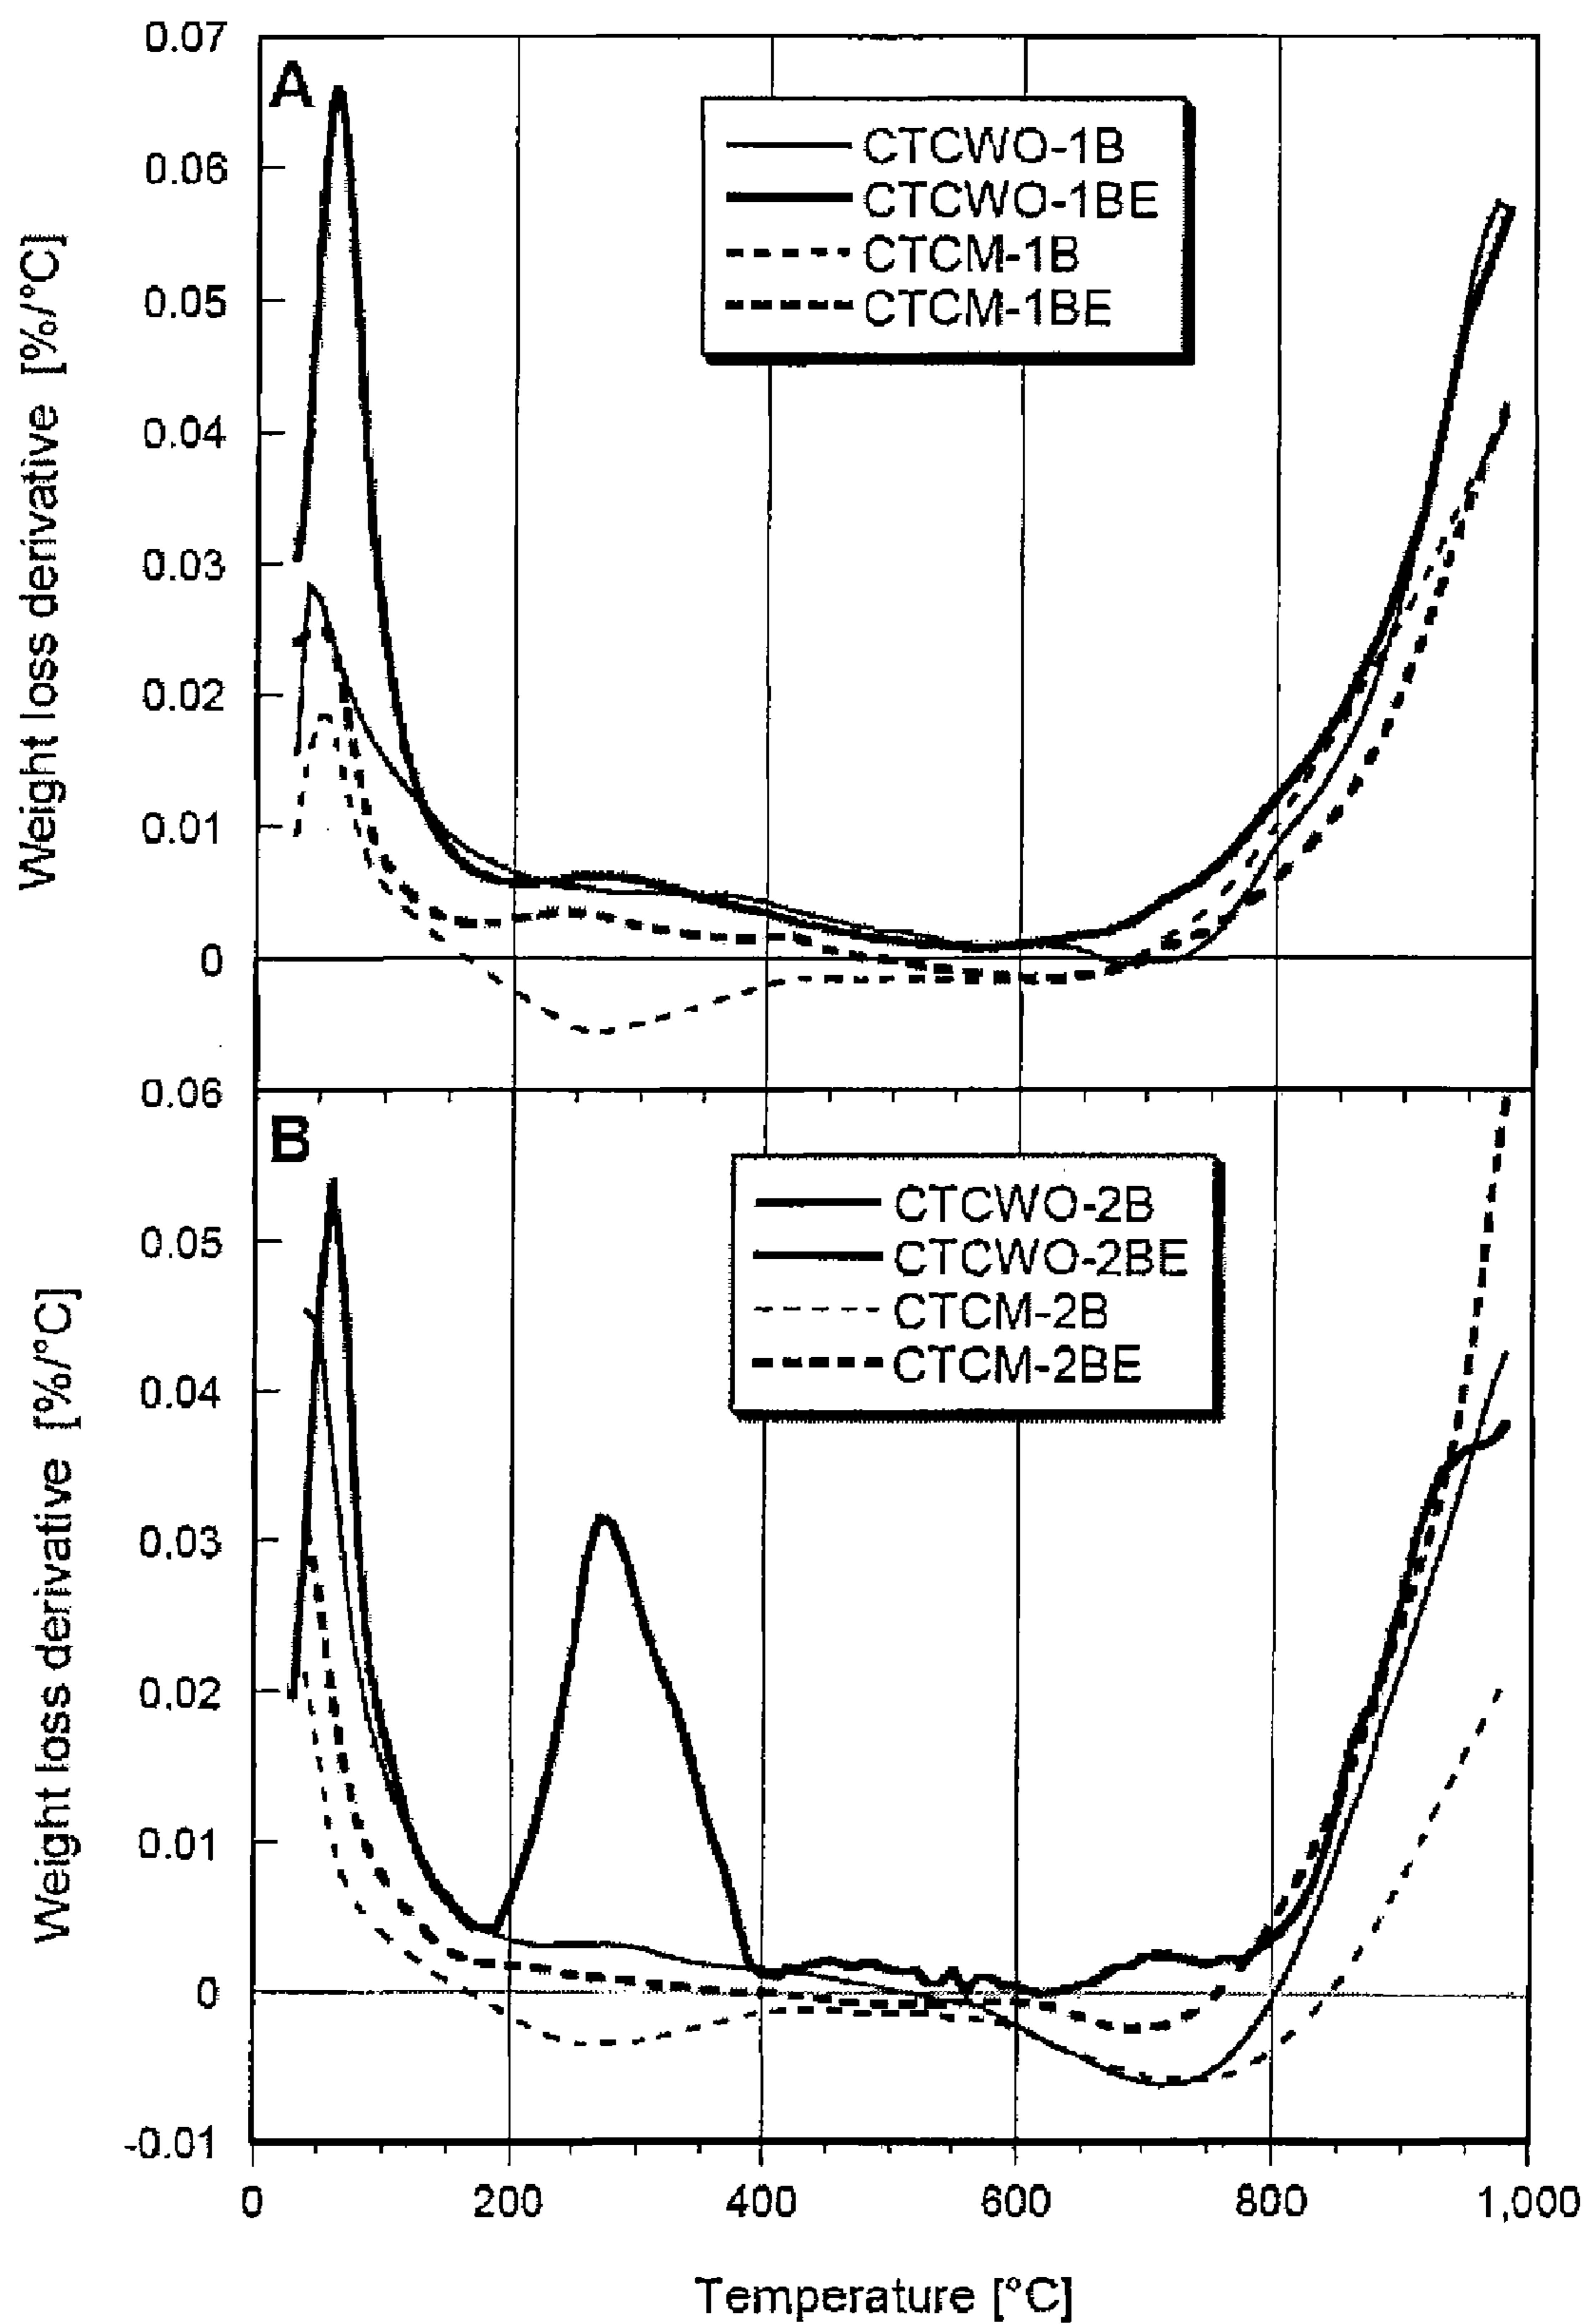 0.07
A
0.06
0.05
0.04
0.03
0.02
0.01
0
Weight loss derivative [%/°C]
CTCWO-1B
CTCWO-1BE
CTCM-1B
CTCM-1BE
0.06
B
0.05
0.04
0.03
0.02
0.01
0
-0.01
Weight loss derivative [%/°C]
CTCWO-2B
CTCWO-2BE
CTCM-2B
CTCM-2BE
0 200 400 600 800 1,000
Temperature [°C]